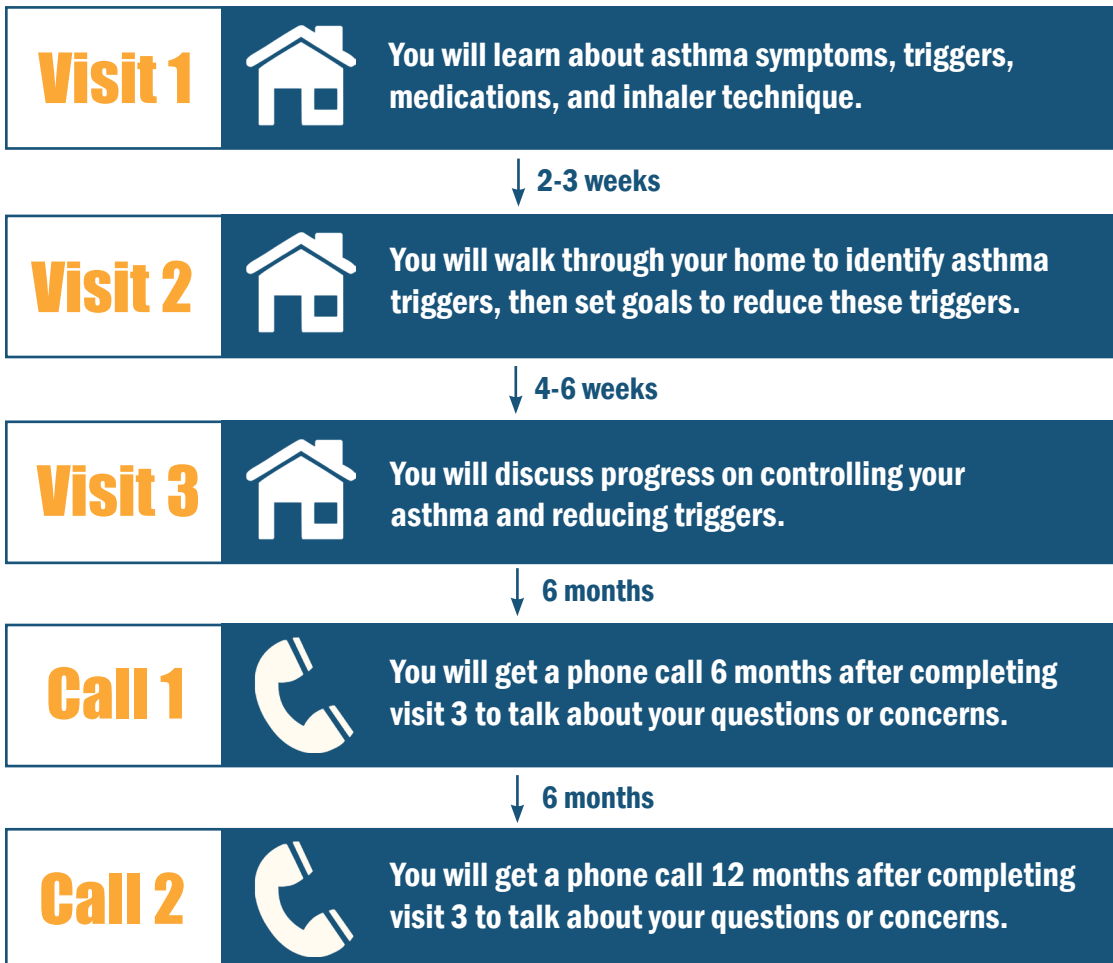 Visit 1
You will learn about asthma symptoms, triggers,
medications, and inhaler technique.
2-3 weeks
Visit 2
You will walk through your home to identify asthma
triggers, then set goals to reduce these triggers.
4-6 weeks
Visit 3
You will discuss progress on controlling your
asthma and reducing triggers.
6 months
Call 1
You will get a phone call 6 months after completing
visit 3 to talk about your questions or concerns.
6 months
Call 2
You will get a phone call 12 months after completing
visit 3 to talk about your questions or concerns.